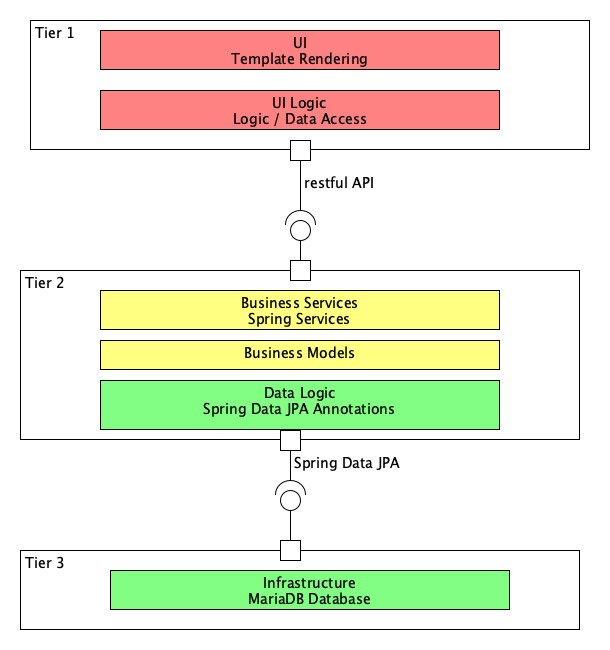 Tier 1
UI
Template Rendering
UI Logic
Logic / Data Access
restful API
Tier 2
Business Services
Spring Services
Business Models
Data Logic
Spring Data JPA Annotations
Spring Data JPA
Tier 3
Infrastructure
MariaDB Database